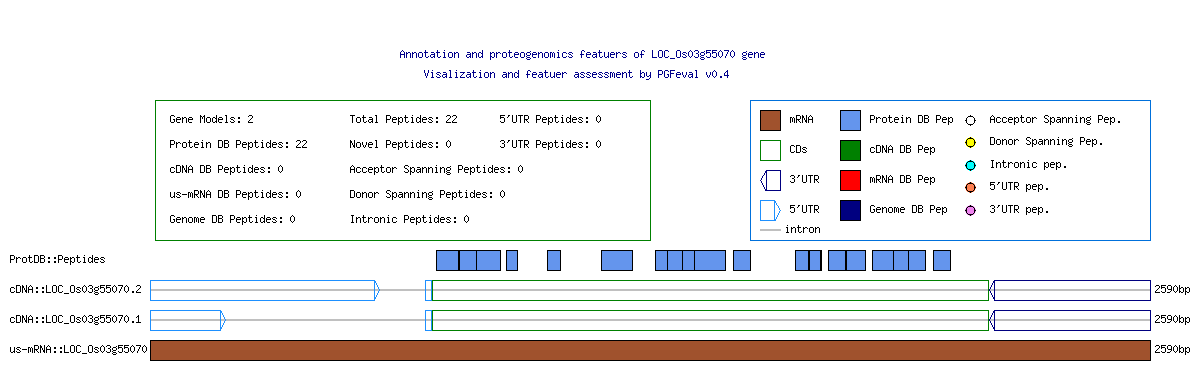 Annotation and proteogenomics featuers of LOC_Os03g55070 gene
Visalization and featuer assessment by PGFeval v0.4
Gene Models: 2 Total Peptides: 22 5'UTR Peptides: 0
Protein DB Peptides: 22 Novel Peptides: 0 3'UTR Peptides: 0
cDNA DB Peptides: 0 Acceptor Spanning Peptides: 0
us-mRNA DB Peptides: 0 Donor Spanning Peptides: 0
Genome DB Peptides: 0 Intronic Peptides: 0
mRNA Protein DB Pep Acceptor Spanning Pep.
CDs cDNA DB Pep Donor Spanning Pep.
3'UTR mRNA DB Pep Intronic pep.
5'UTR Genome DB Pep 5'UTR pep.
intron 3'UTR pep.
ProtDB::Peptides
cDNA::LOC_Os03g55070.2 2590bp
cDNA::LOC_Os03g55070.1 2590bp
us-mRNA::LOC_Os03g55070 2590bp